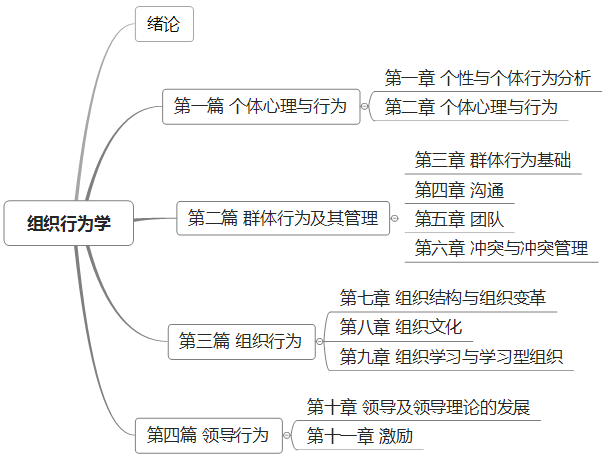 绪论
第一篇 个体心理与行为
第一章 个性与个体行为分析
第二章 个体心理与行为
组织行为学
第二篇 群体行为及其管理
第三章 群体行为基础
第四章 沟通
第五章 团队
第六章 冲突与冲突管理
第三篇 组织行为
第七章 组织结构与组织变革
第八章 组织文化
第九章 组织学习与学习型组织
第四篇 领导行为
第十章 领导及领导理论的发展
第十一章 激励